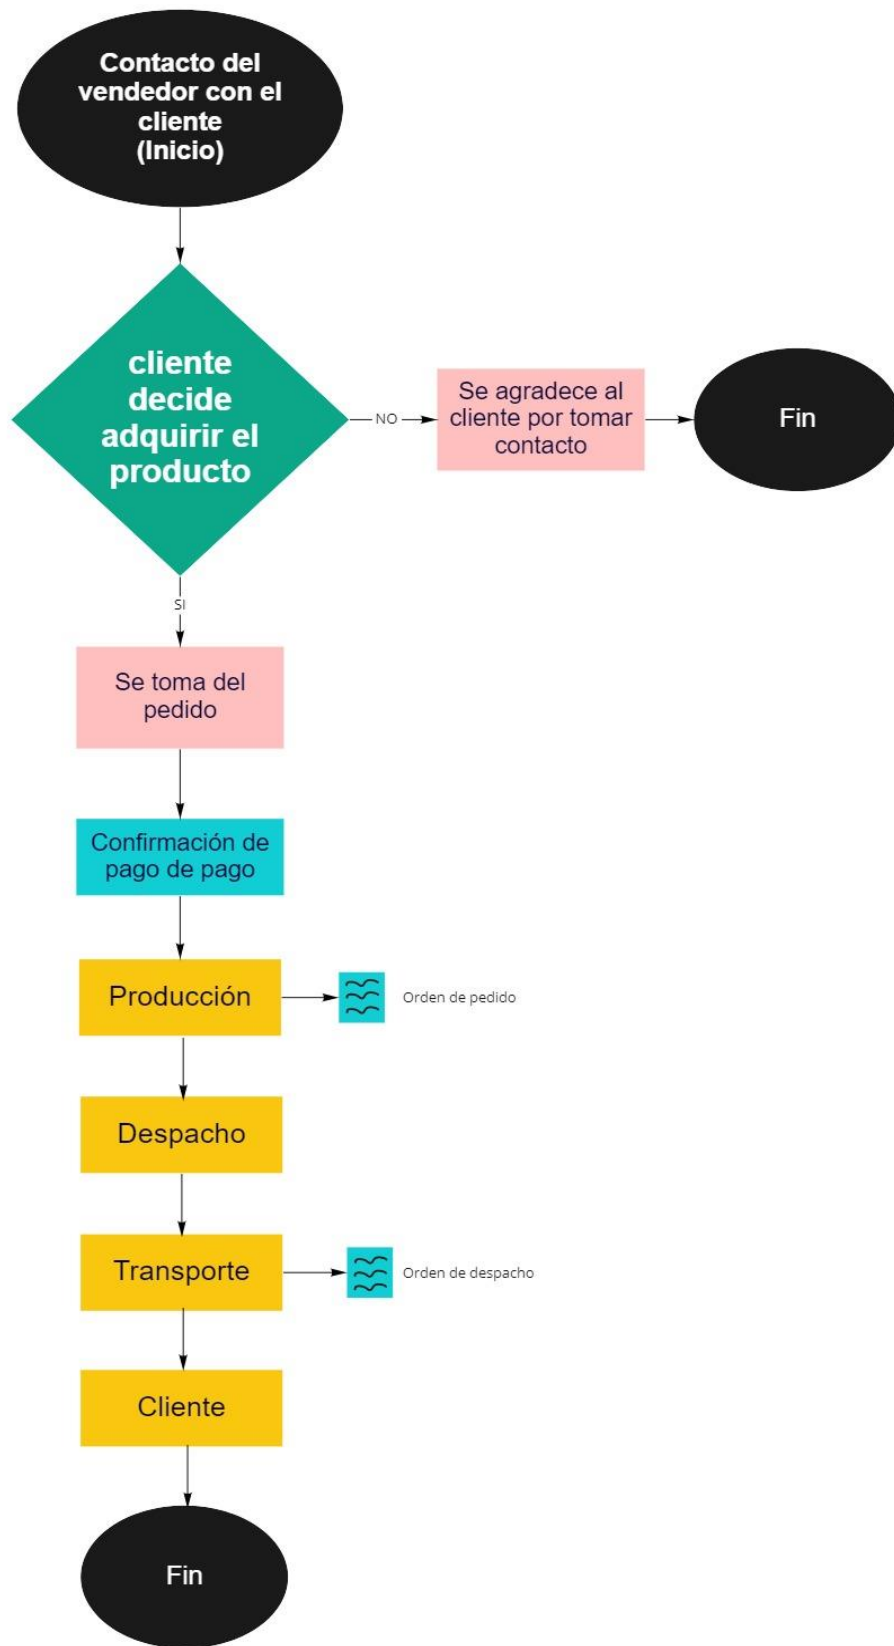 Contacto del
vendedor con el
cliente
(Inicio)
cliente
decide
adquirir el
producto
NO
Se agradece al
cliente por tomar
contacto
Fin
SI
Se toma del
pedido
Confirmación de
pago de pago
Producción
Orden de pedido
Despacho
Transporte
Orden de despacho
Cliente
Fin